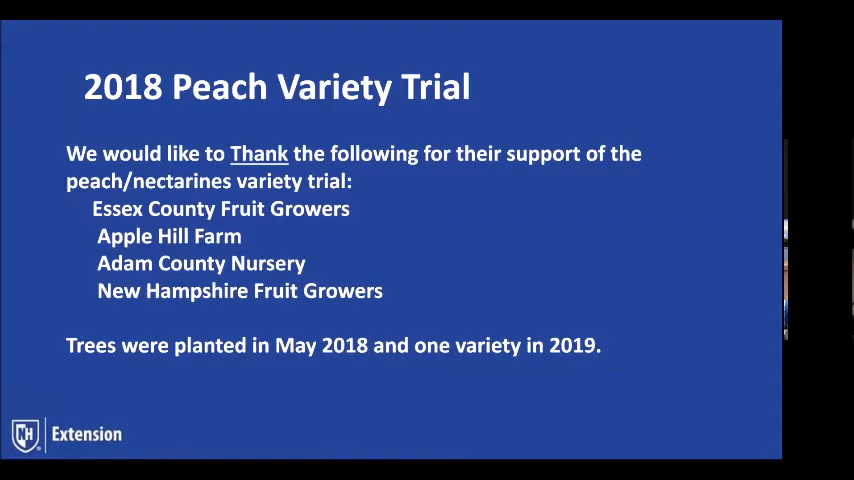 2018 Peach Variety Trial
We would like to Thank the following for their support of the
peach/nectarines variety trial:
Essex County Fruit Growers
Apple Hill Farm
Adam County Nursery
New Hampshire Fruit Growers
Trees were planted in May 2018 and one variety in 2019.
NH Extension